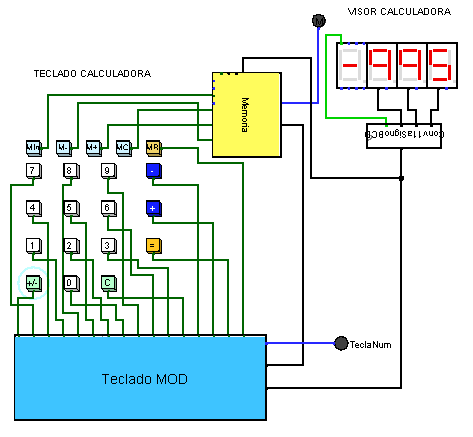 VISOR CALCULADORA
M
-995
TECLADO CALCULADORA
Memoria
Conv11aSignoBCD
MIn M- M+ MC MR
7 8 9 -
4 5 6 +
1 2 3 =
+/- 0 C
TeclaNum
Teclado MOD